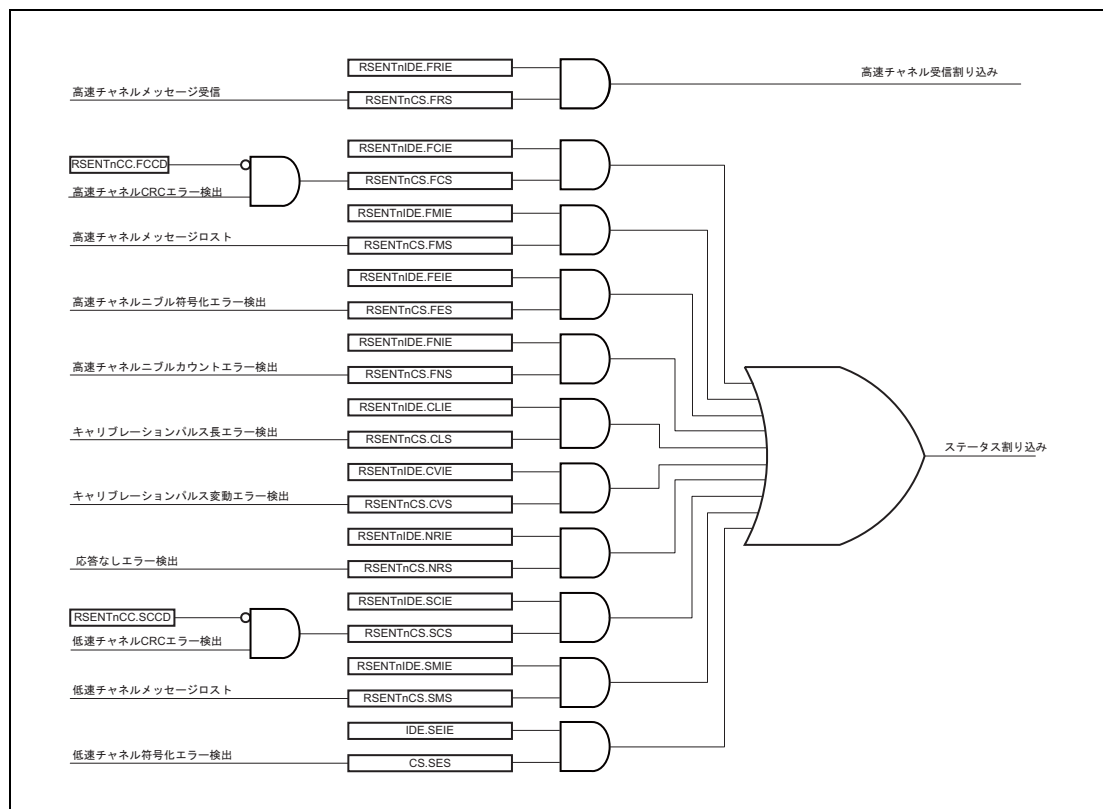 RSENTnIDE.FRIE
高速チャネル受信割り込み
高速チャネルメッセージ受信
RSENTnCS.FRS
RSENTnIDE.FCIE
RSENTnCC.FCCD
RSENTnCS.FCS
高速チャネルCRCエラー検出
RSENTnIDE.FMIE
高速チャネルメッセージロスト
RSENTnCS.FMS
RSENTnIDE.FEIE
高速チャネルニブル符号化エラー検出
RSENTnCS.FES
RSENTnIDE.FNIE
高速チャネルニブルカウントエラー検出
RSENTnCS.FNS
RSENTnIDE.CLIE
キャリブレーションパルス長エラー検出
RSENTnCS.CLS
ステータス割り込み
RSENTnIDE.CVIE
キャリブレーションパルス変動エラー検出
RSENTnCS.CVS
RSENTnIDE.NRIE
応答なしエラー検出
RSENTnCS.NRS
RSENTnIDE.SCIE
RSENTnCC.SCCD
RSENTnCS.SCS
低速チャネルCRCエラー検出
RSENTnIDE.SMIE
低速チャネルメッセージロスト
RSENTnCS.SMS
IDE.SEIE
低速チャネル符号化エラー検出
CS.SES